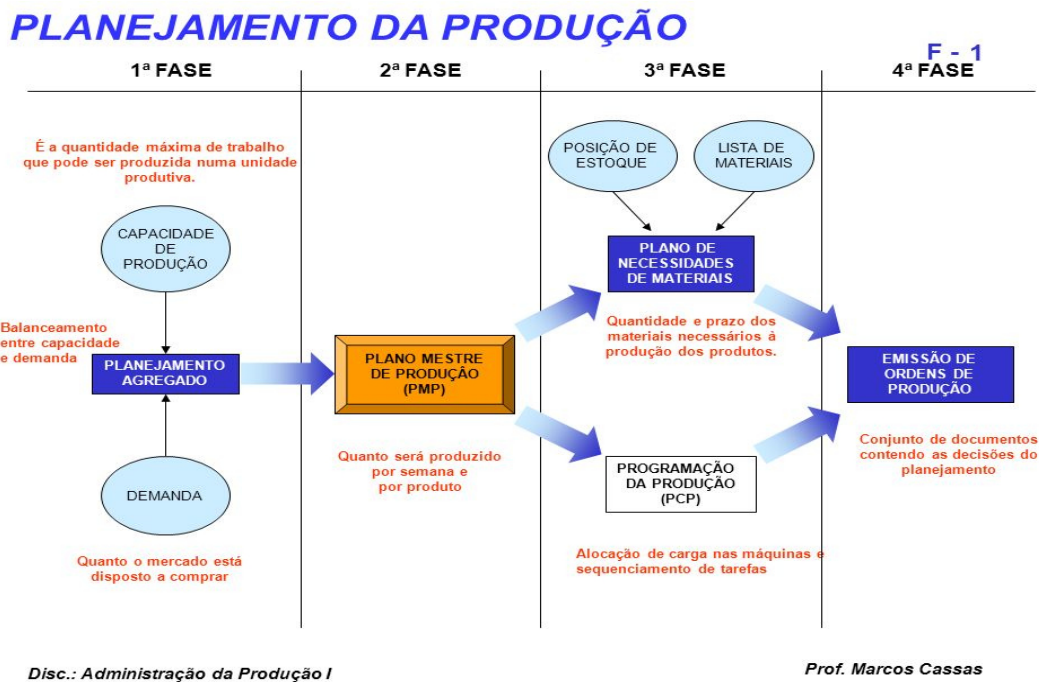 PLANEJAMENTO DA PRODUÇÃO
F - 1
1ª FASE
2ª FASE
3ª FASE
4ª FASE
É a quantidade máxima de trabalho
que pode ser produzida numa unidade
produtiva.
CAPACIDADE
DE
PRODUÇÃO
Balanceamento
entre capacidade
e demanda
PLANEJAMENTO
AGREGADO
DEMANDA
Quanto o mercado está
disposto a comprar
PLANO MESTRE
DE PRODUÇÃO
(PMP)
Quanto será produzido
por semana e
por produto
POSIÇÃO DE
ESTOQUE
LISTA DE
MATERIAIS
PLANO DE
NECESSIDADES
DE MATERIAIS
Quantidade e prazo dos
materiais necessários à
produção dos produtos.
PROGRAMAÇÃO
DA PRODUÇÃO
(PCP)
Alocação de carga nas máquinas e
sequenciamento de tarefas
EMISSÃO DE
ORDENS DE
PRODUÇÃO
Conjunto de documentos
contendo as decisões do
planejamento
Disc.: Administração da Produção I
Prof. Marcos Cassas